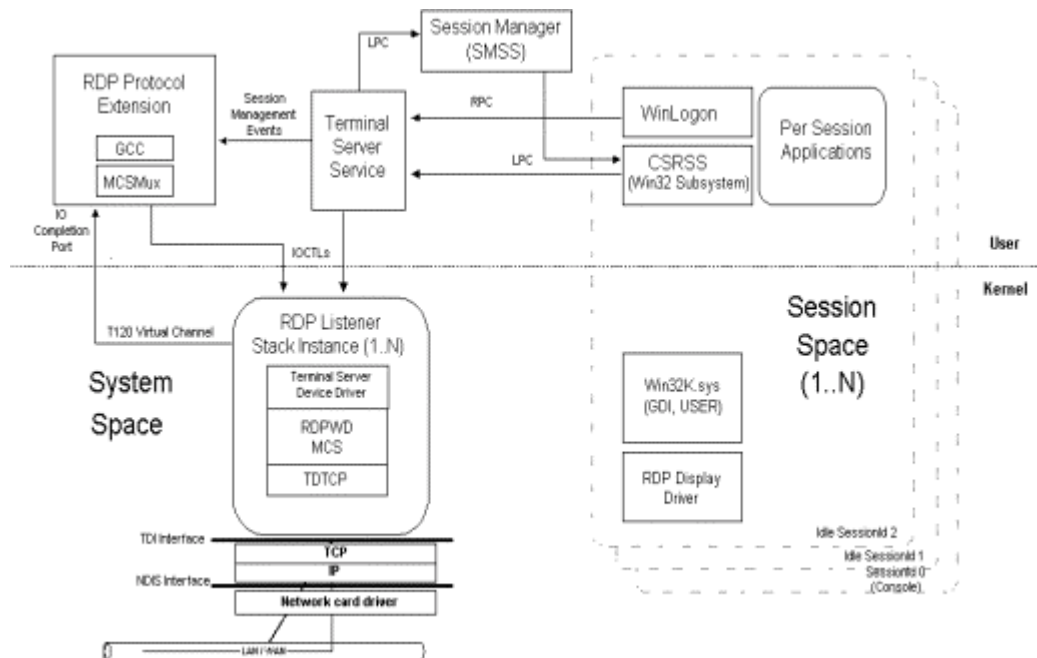 LPC
Session Manager
(SMSS)
RDP Protocol
Extension
GCC
MCSMux
Session
Management
Events
Terminal
Server
Service
RPC
LPC
WinLogon
CSRSS
(Win32 Subsystem)
Per Session
Applications
IO
Completion
Port
IOCTLs
User
Kernel
T120 Virtual Channel
System
Space
RDP Listener
Stack Instance (1..N)
Terminal Server
Device Driver
RDPWD
MCS
TDTCP
Session
Space
(1..N)
Win32K.sys
(GDI, USER)
RDP Display
Driver
Idle SessionId 2
Idle SessionId 1
SessionId 0
(Console)
TDI Interface
TCP
IP
NDIS Interface
Network card driver
LAN / WAN